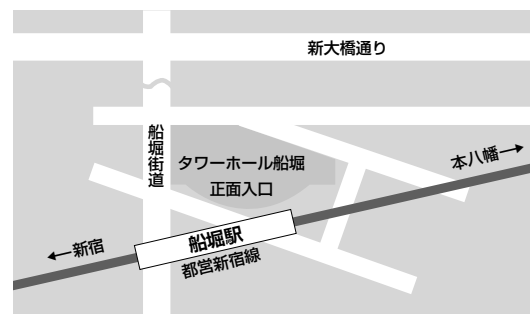 新大橋通り
船堀街道
タワーホール船堀
正面入口
本八幡→
←新宿
船堀駅
都営新宿線